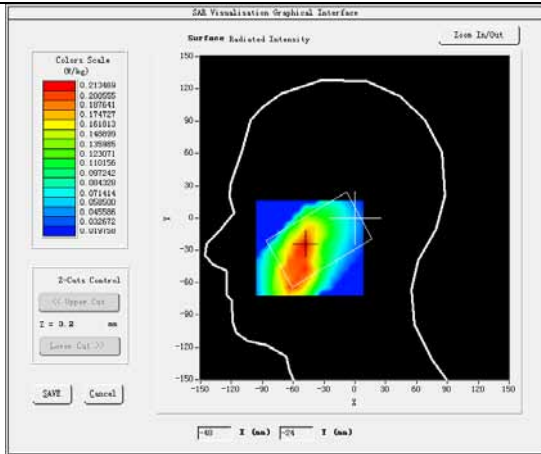 SAR Visualisation Graphical Interface
Surface Radiated Intensity
Zoom In/Out
Colors Scale
(W/kg)
0.213469
0.200555
0.187641
0.174727
0.161813
0.148899
0.135985
0.123071
0.110156
0.097242
0.084328
0.071414
0.058500
0.045586
0.032672
0.019758
Z-Cuts Control
<< Upper Cut
Z = 3.2 mm
Lower Cut >>
SAVE
Cancel
150
120
90
60
30
0
-30
-60
-90
-120
-150
Y
-150 -120 -90 -60 -30 0 30 60 90 120 150
X
-48 X (mm) -24 Y (mm)